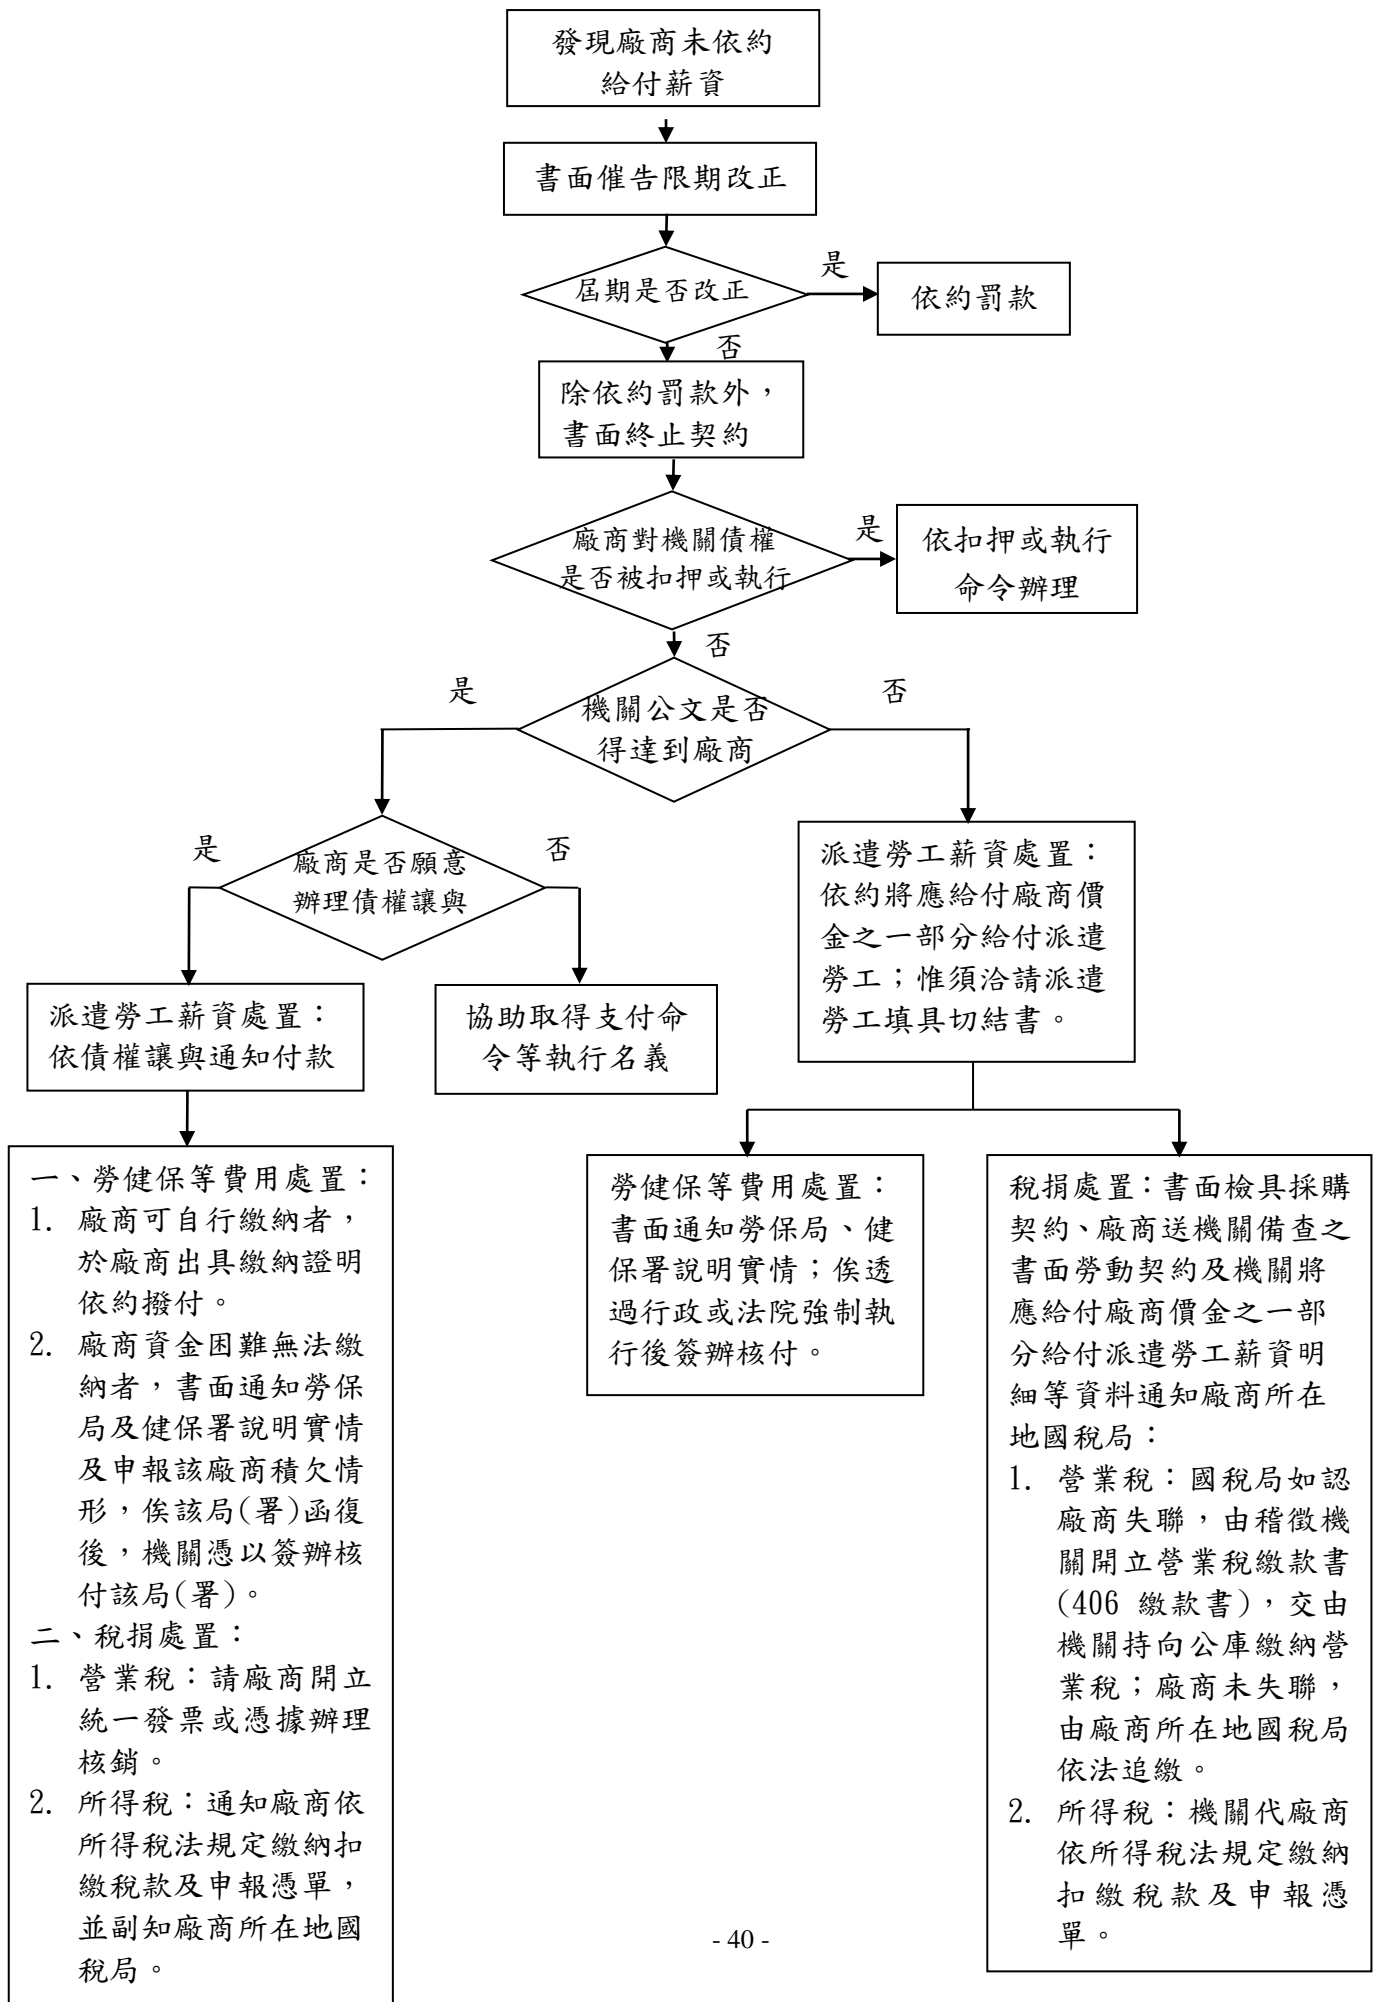 發現廠商未依約
給付薪資
書面催告限期改正
屆期是否改正
是
依約罰款
否
除依約罰款外，
書面終止契約
廠商對機關債權
是否被扣押或執行
是
依扣押或執行
命令辦理
否
機關公文是否
得達到廠商
是
否
廠商是否願意
辦理債權讓與
是
否
派遣勞工薪資處置：
依債權讓與通知付款
協助取得支付命
令等執行名義
派遣勞工薪資處置：
依約將應給付廠商價
金之一部分給付派遣
勞工；惟須洽請派遣
勞工填具切結書。
一、勞健保等費用處置：
1. 廠商可自行繳納者，
於廠商出具繳納證明
依約撥付。
2. 廠商資金困難無法繳
納者，書面通知勞保
局及健保署說明實情
及申報該廠商積欠情
形，俟該局(署)函復
後，機關憑以簽辦核
付該局(署)。
二、稅捐處置：
1. 營業稅：請廠商開立
統一發票或憑據辦理
核銷。
2. 所得稅：通知廠商依
所得稅法規定繳納扣
繳稅款及申報憑單，
並副知廠商所在地國
稅局。
勞健保等費用處置：
書面通知勞保局、健
保署說明實情；俟透
過行政或法院強制執
行後簽辦核付。
稅捐處置：書面檢具採購
契約、廠商送機關備查之
書面勞動契約及機關將
應給付廠商價金之一部
分給付派遣勞工薪資明
細等資料通知廠商所在
地國稅局：
1. 營業稅：國稅局如認
廠商失聯，由稽徵機
關開立營業稅繳款書
(406 繳款書)，交由
機關持向公庫繳納營
業稅；廠商未失聯，
由廠商所在地國稅局
依法追繳。
2. 所得稅：機關代廠商
依所得稅法規定繳納
扣繳稅款及申報憑
單。
- 40 -